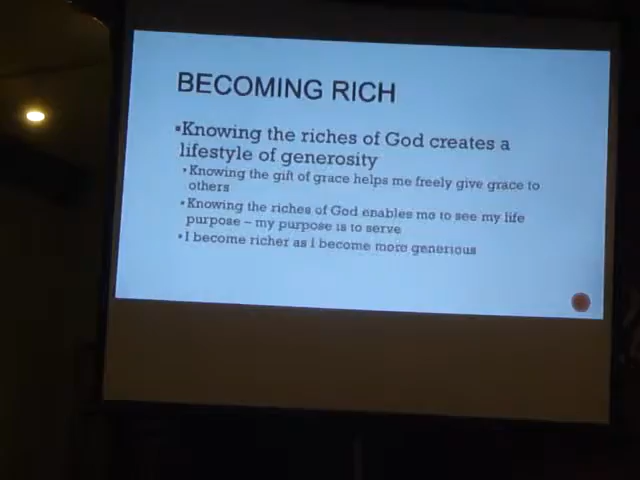 BECOMING RICH
▪Knowing the riches of God creates a
lifestyle of generosity
▪Knowing the gift of grace helps me freely give grace to
others
▪Knowing the riches of God enables me to see my life
purpose – my purpose is to serve
▪I become richer as I become more generious